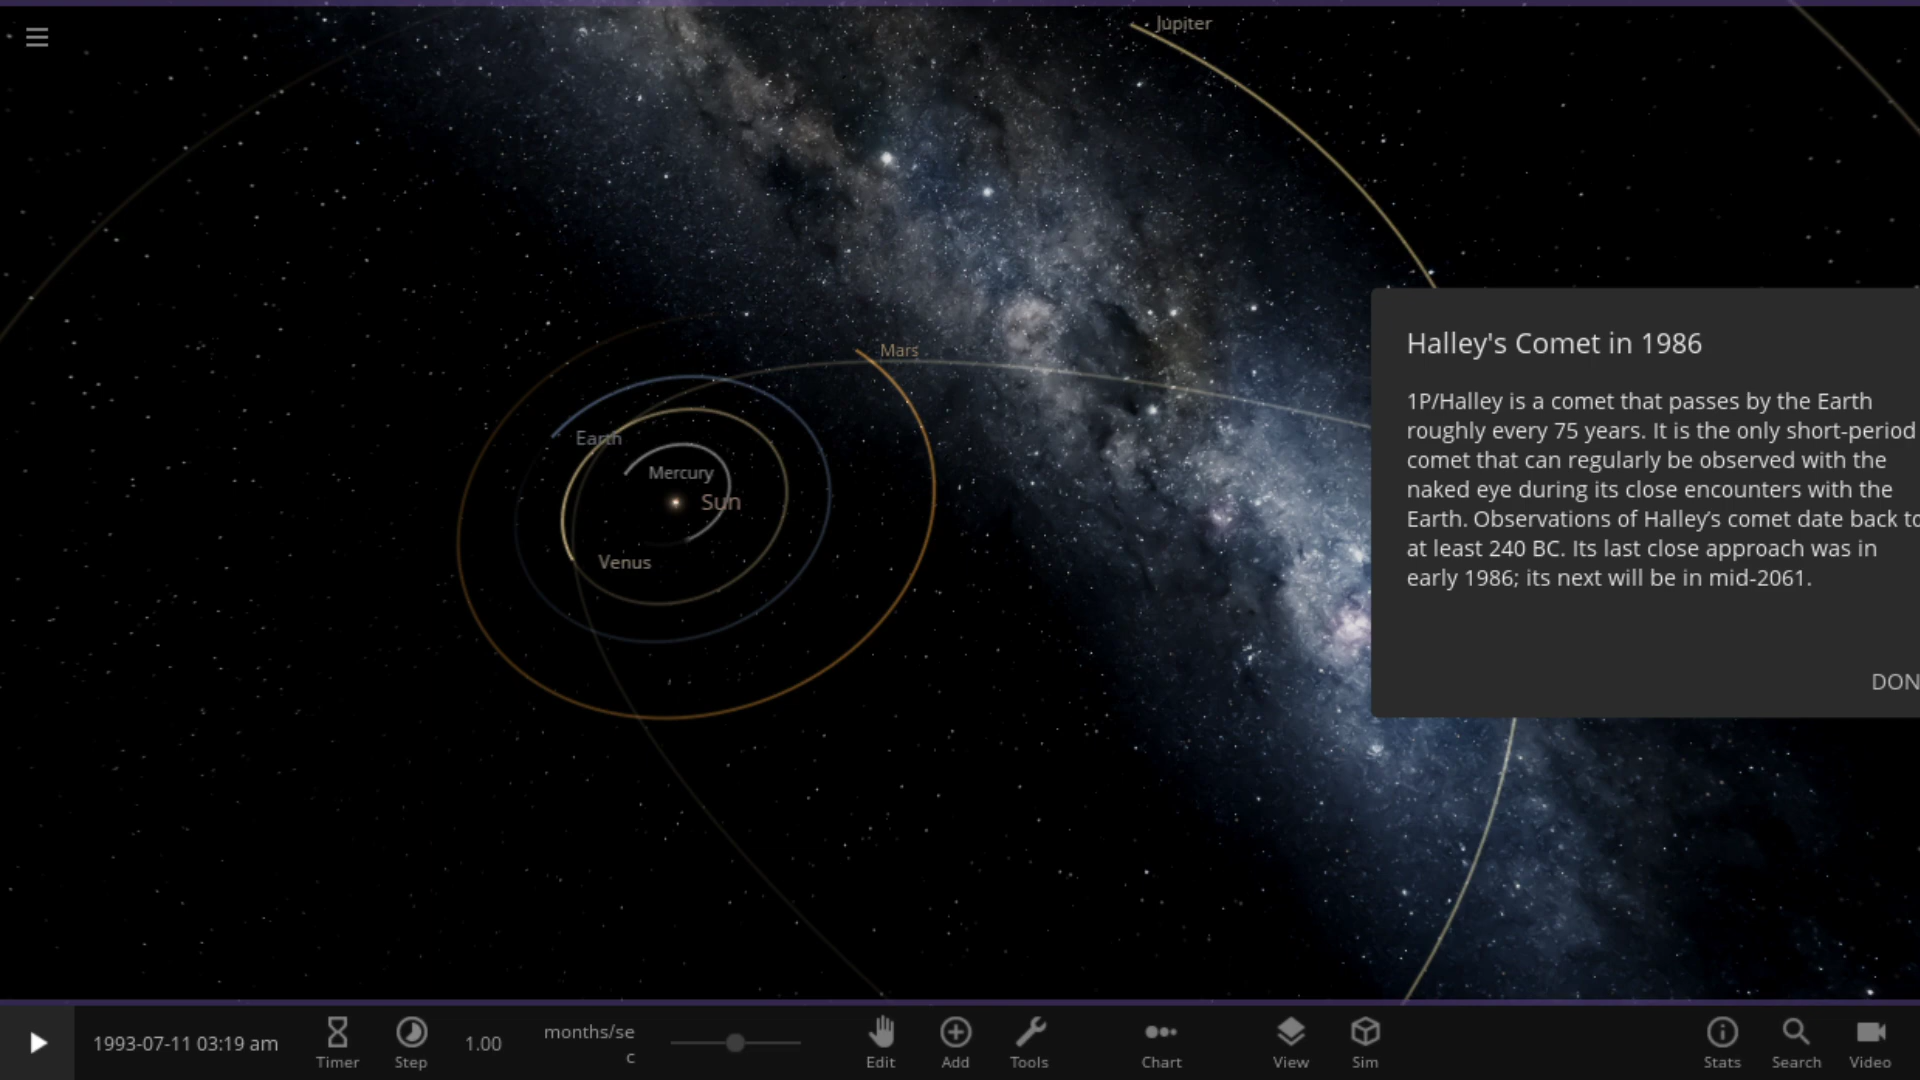 Jupiter
Mars
Earth
Mercury
Sun
Venus
Halley's Comet in 1986
1P/Halley is a comet that passes by the Earth
roughly every 75 years. It is the only short-period
comet that can regularly be observed with the
naked eye during its close encounters with the
Earth. Observations of Halley’s comet date back to
at least 240 BC. Its last close approach was in
early 1986; its next will be in mid-2061.
DON
1993-07-11 03:19 am
Timer
Step
1.00
months/se
c
Edit
Add
Tools
Chart
View
Sim
Stats
Search
Video